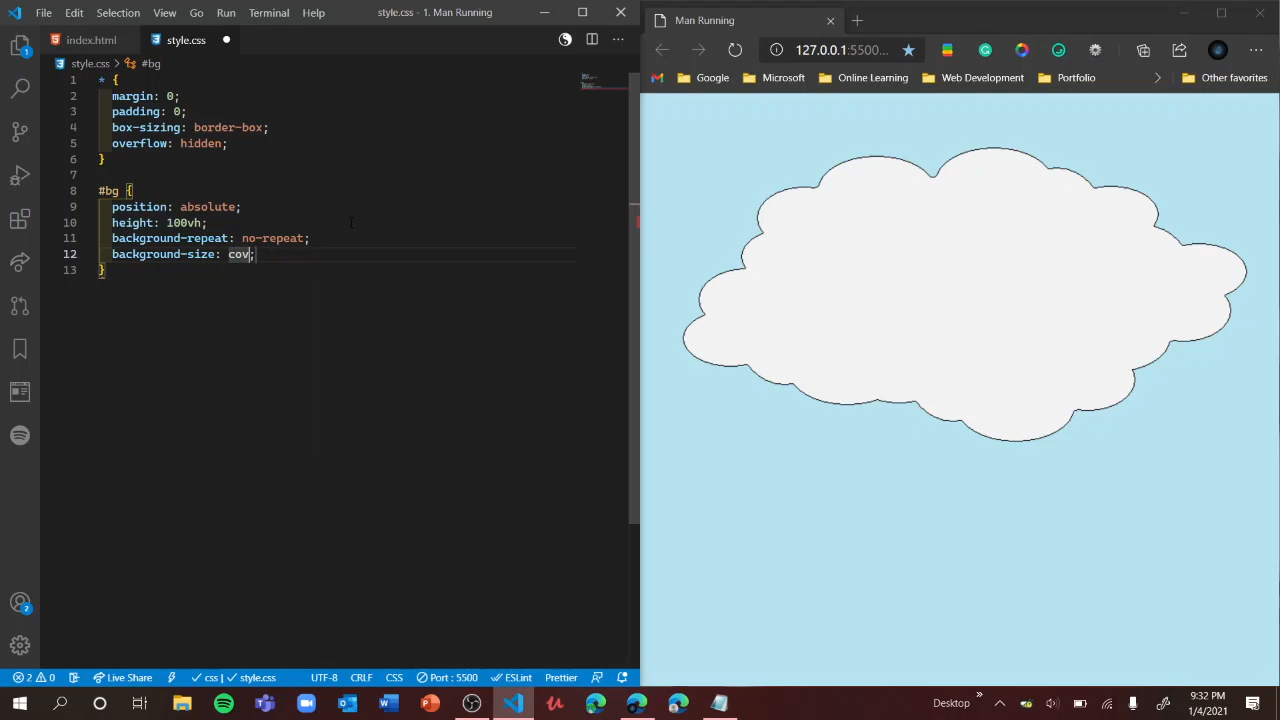 File Edit Selection View Go Run Terminal Help style.css - 1. Man Running
index.html style.css
style.css > #bg
1 * {
2 margin: 0;
3 padding: 0;
4 box-sizing: border-box;
5 overflow: hidden;
6 }
7
8 #bg {
9 position: absolute;
10 height: 100vh;
11 background-repeat: no-repeat;
12 background-size: cov;
13 }
1
2
2 0 Live Share css | style.css UTF-8 CRLF CSS Port : 5500 ESLint Prettier
Man Running
127.0.0.1:5500...
Google Microsoft Online Learning Web Development Portfolio Other favorites
Desktop
9:32 PM
1/4/2021